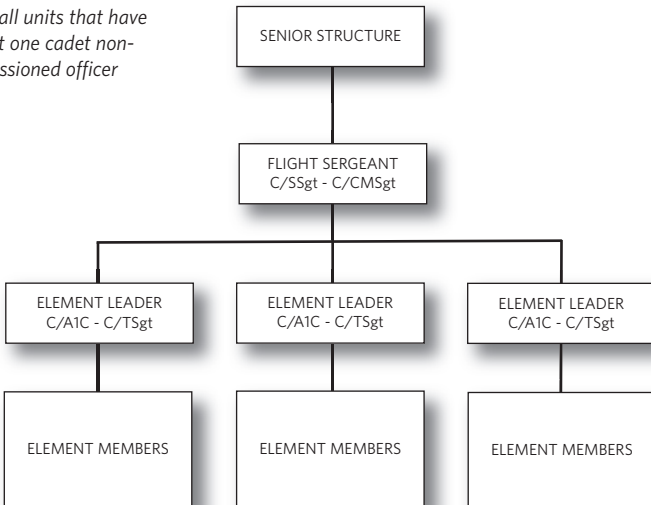 all units that have
t one cadet non-
ssioned officer
SENIOR STRUCTURE
FLIGHT SERGEANT
C/SSgt - C/CMSgt
ELEMENT LEADER
C/A1C - C/TSgt
ELEMENT LEADER
C/A1C - C/TSgt
ELEMENT LEADER
C/A1C - C/TSgt
ELEMENT MEMBERS
ELEMENT MEMBERS
ELEMENT MEMBERS